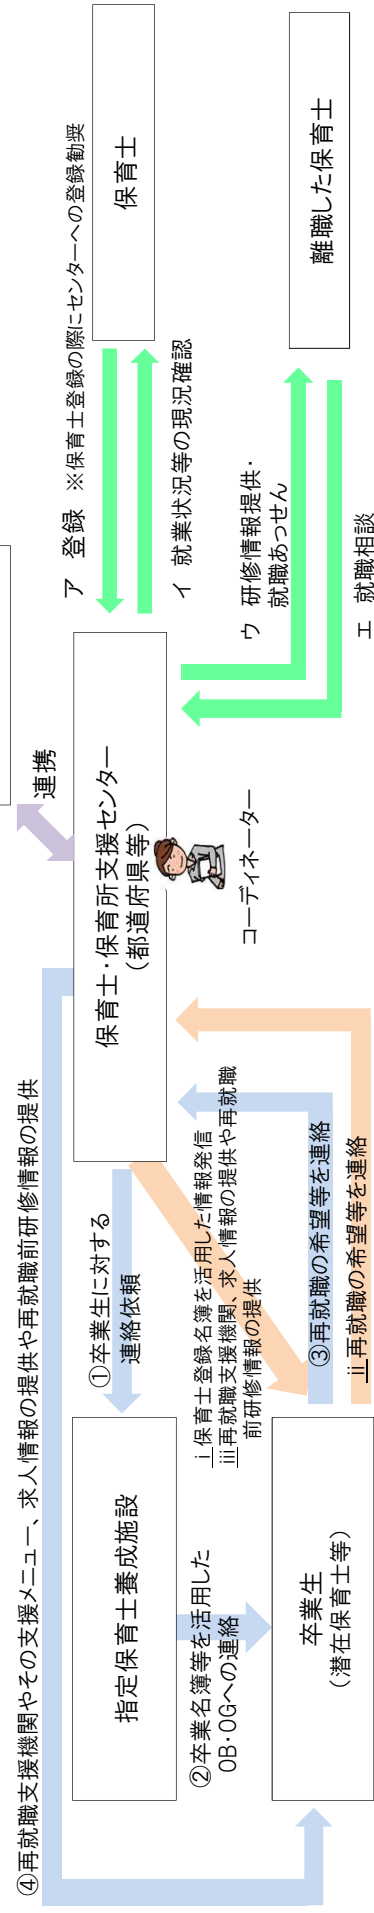 ④再就職支援機関やその支援メニュー、求人情報の提供や再就職前研修情報の提供
連携
指定保育士養成施設
①卒業生に対する
連絡依頼
保育士・保育所支援センター
（都道府県等）
コーディネーター
ア 登録 ※保育士登録の際にセンターへの登録勧奨
保育士
イ 就業状況等の現況確認
②卒業名簿等を活用した
OB・OGへの連絡
ⅰ保育士登録名簿を活用した情報発信
ⅲ再就職支援機関、求人情報の提供や再就職
前研修情報の提供
ウ 研修情報提供・
就職あっせん
離職した保育士
卒業生
（潜在保育士等）
③再就職の希望等を連絡
ⅱ再就職の希望等を連絡
エ 就職相談